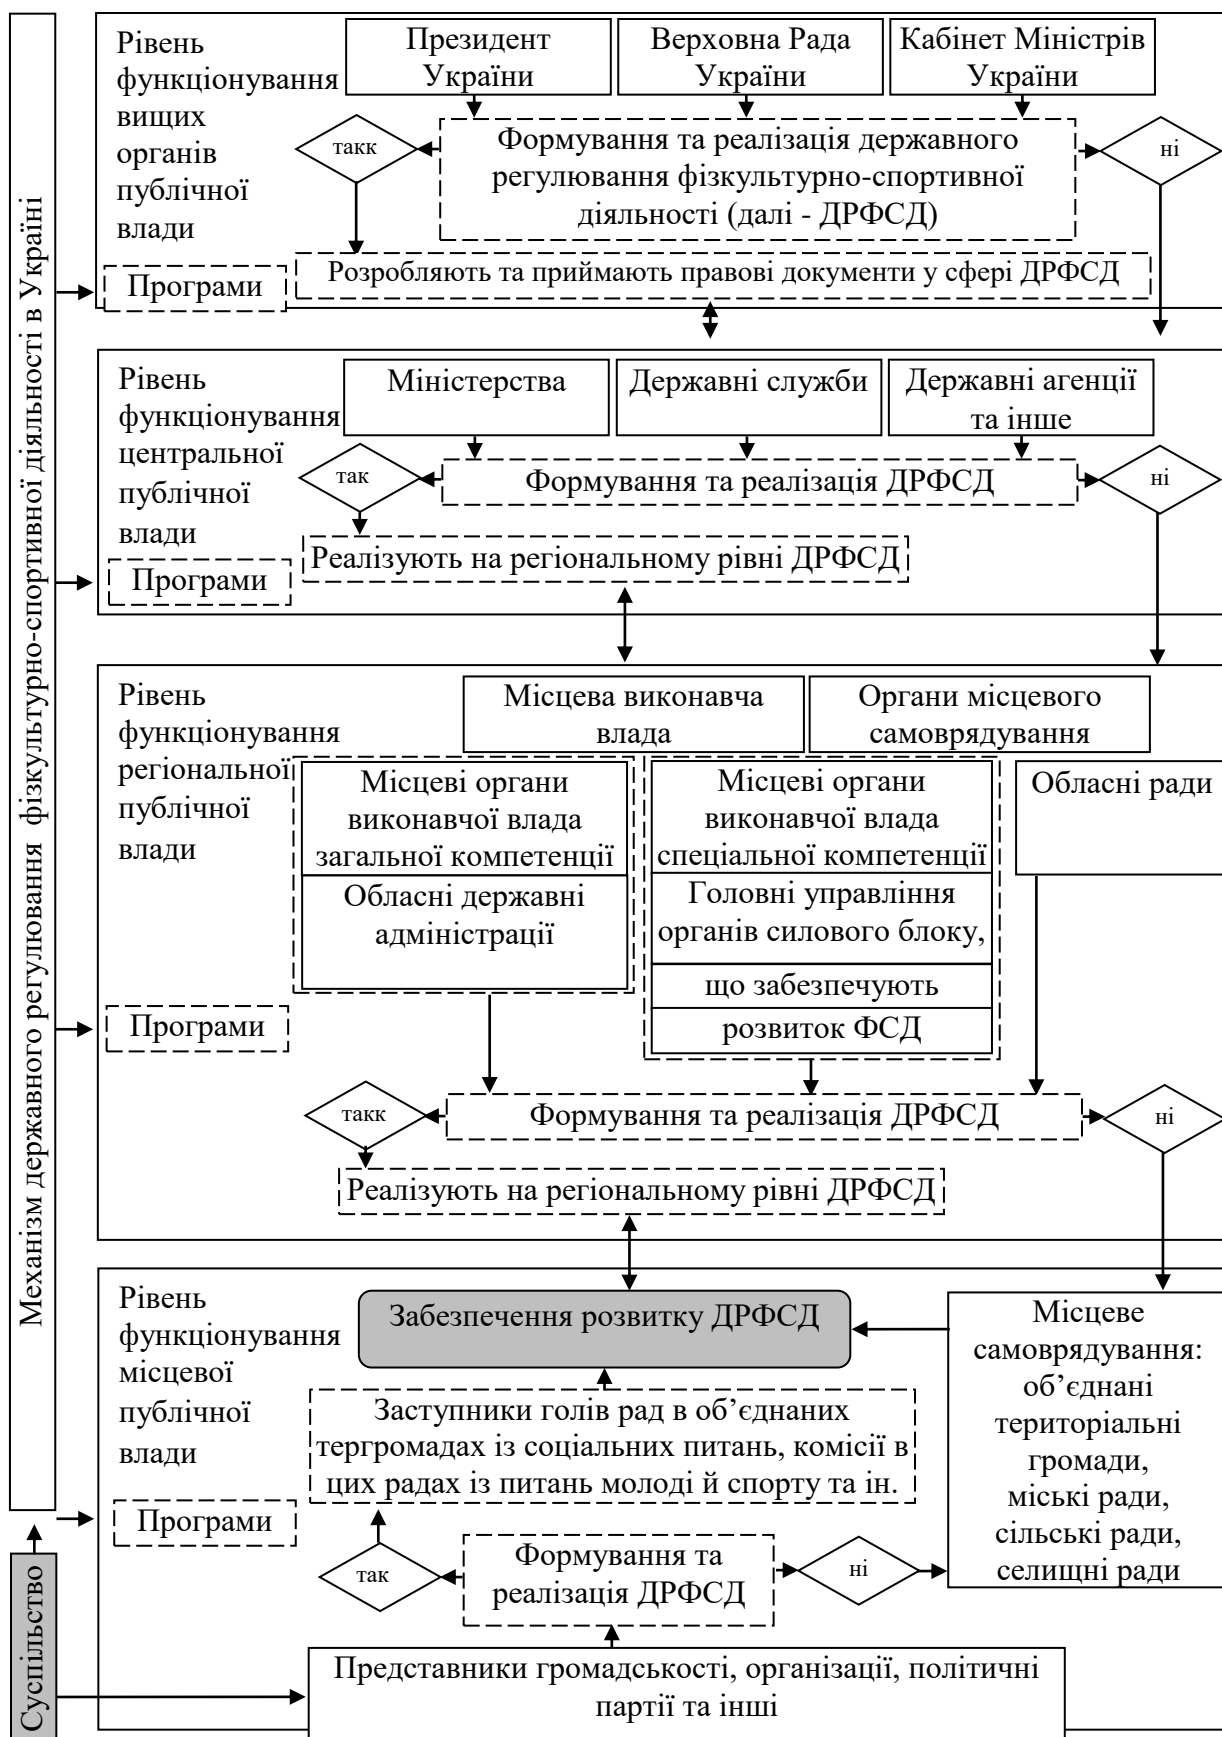 Механізм державного регулювання фізкультурно-спортивної діяльності в Україні
Суспільство
Рівень
функціонування
вищих
органів
публічної
влади
Президент
України
Верховна Рада
України
Кабінет Міністрів
України
такк
Формування та реалізація державного
регулювання фізкультурно-спортивної
діяльності (далі - ДРФСД)
ні
Програми
Розробляють та приймають правові документи у сфері ДРФСД
Рівень
функціонування
центральної
публічної
влади
Міністерства
Державні служби
Державні агенції
та інше
так
Формування та реалізація ДРФСД
ні
Реалізують на регіональному рівні ДРФСД
Програми
Рівень
функціонування
регіональної
публічної
влади
Місцева виконавча
влада
Органи місцевого
самоврядування
Місцеві органи
виконавчої влада
загальної компетенції
Обласні державні
адміністрації
Місцеві органи
виконавчої влада
спеціальної компетенції
Головні управління
органів силового блоку,
що забезпечують
розвиток ФСД
Обласні ради
Програми
такк
Формування та реалізація ДРФСД
ні
Реалізують на регіональному рівні ДРФСД
Рівень
функціонування
місцевої
публічної
влади
Забезпечення розвитку ДРФСД
Місцеве
самоврядування:
об’єднані
територіальні
громади,
міські ради,
сільські ради,
селищні ради
Заступники голів рад в об’єднаних
тергромадах із соціальних питань, комісії в
цих радах із питань молоді й спорту та ін.
Програми
так
Формування та
реалізація ДРФСД
ні
Представники громадськості, організації, політичні
партії та інші